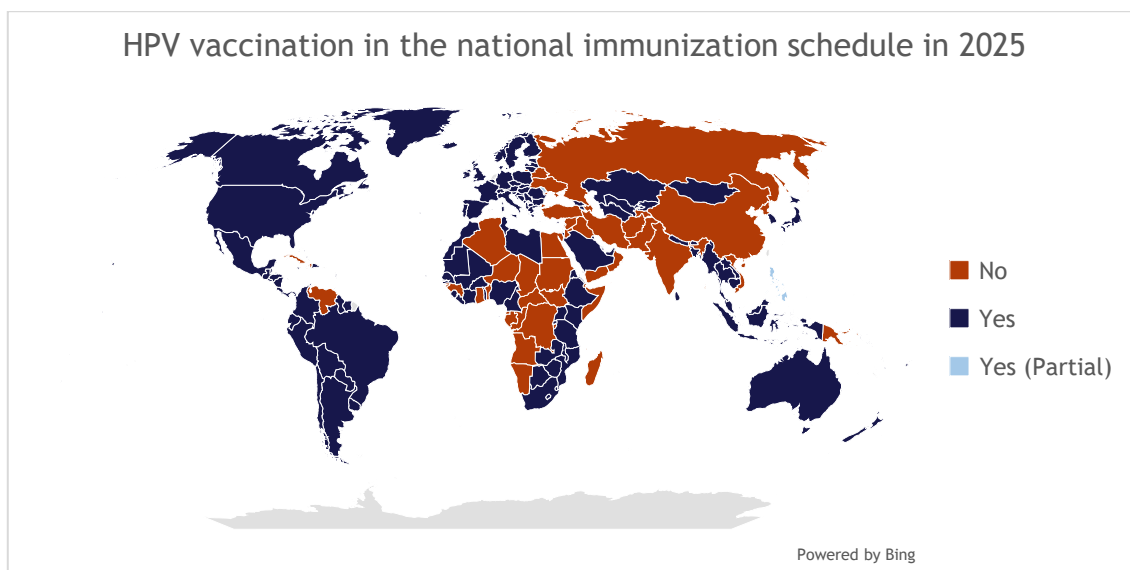 HPV vaccination in the national immunization schedule in 2025
No
Yes
Yes (Partial)
Powered by Bing